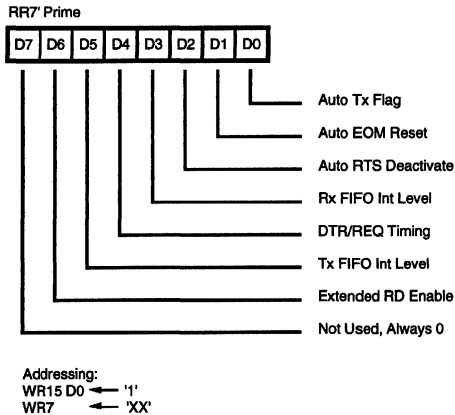 RR7' Prime
D7 D6 D5 D4 D3 D2 D1 D0
Auto Tx Flag
Auto EOM Reset
Auto RTS Deactivate
Rx FIFO Int Level
DTR/REQ Timing
Tx FIFO Int Level
Extended RD Enable
Not Used, Always 0
Addressing:
WR15 D0 ← '1'
WR7 ← 'XX'